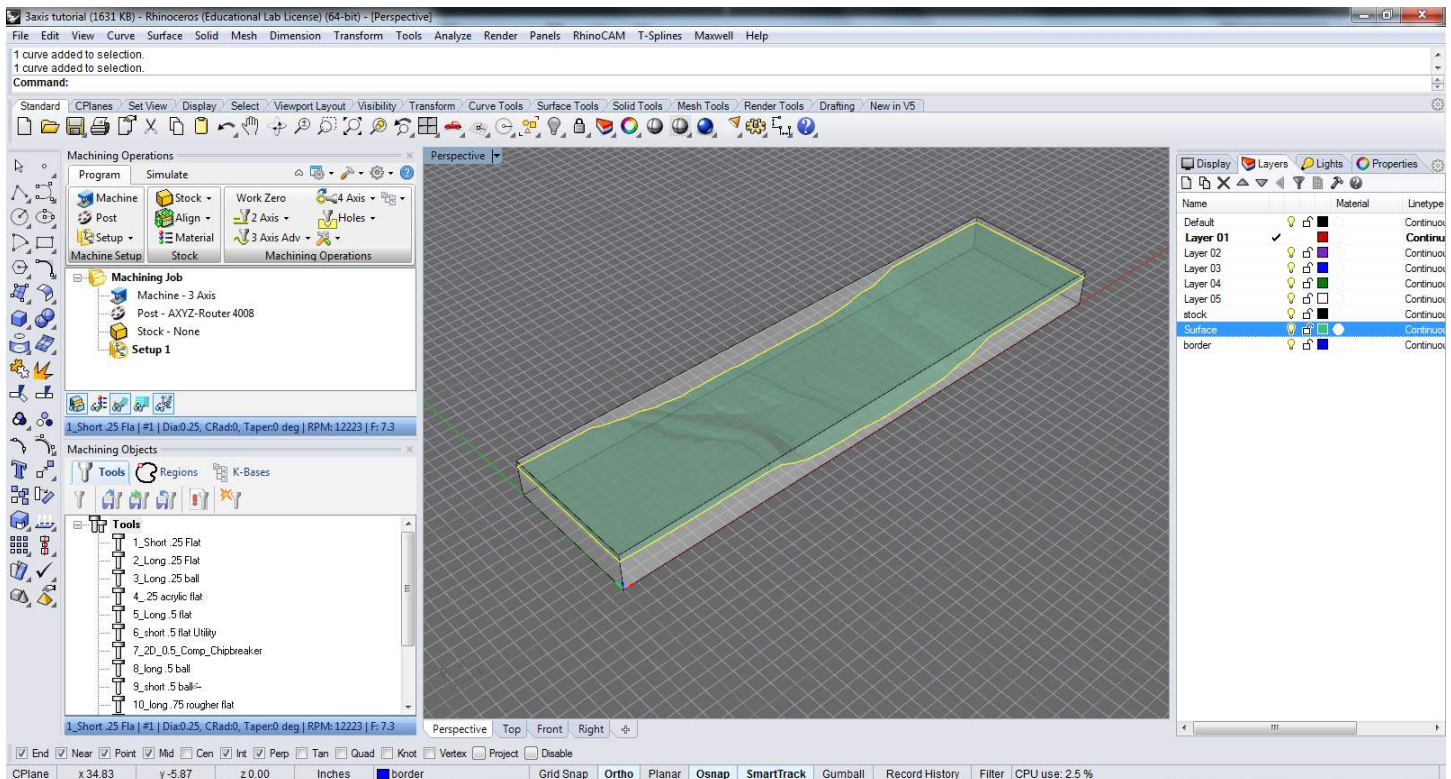 3axis tutorial (1631 KB) - Rhinoceros (Educational Lab License) (64-bit) - [Perspective]
File Edit View Curve Surface Solid Mesh Dimension Transform Tools Analyze Render Panels RhinoCAM T-Splines Maxwell Help
1 curve added to selection.
1 curve added to selection.
Command:
Standard CPlanes Set View Display Select Viewport Layout Visibility Transform Curve Tools Surface Tools Solid Tools Mesh Tools Render Tools Drafting New in V5
Machining Operations
Program Simulate
Machine Stock Work Zero 4 Axis
Post Align 2 Axis Holes
Setup Material 3 Axis Adv
Machine Setup Stock Machining Operations
Machining Job
Machine - 3 Axis
Post - AXYZ-Router 4008
Stock - None
Setup 1
1_Short .25 Fla | #1 | Dia:0.25, CRad:0, Taper:0 deg | RPM: 12223 | F: 7.3
Machining Objects
Tools Regions K-Bases
Tools
1_Short .25 Flat
2_Long .25 Flat
3_Long .25 ball
4_.25 acrylic flat
5_Long .5 flat
6_short .5 flat Utility
7_2D_0.5_Comp_Chipbreaker
8_long .5 ball
9_short .5 ball
10_long .75 rougher flat
1_Short .25 Fla | #1 | Dia:0.25, CRad:0, Taper:0 deg | RPM: 12223 | F: 7.3
Perspective
Perspective Top Front Right
Display Layers Lights Properties
Name Material Linetype
Default Continuou
Layer 01 Continu
Layer 02 Continuou
Layer 03 Continuou
Layer 04 Continuou
Layer 05 Continuou
stock Continuou
Surface Continuou
border Continuou
End Near Point Mid Cen Int Perp Tan Quad Knot Vertex Project Disable
CPlane x 34.83 y -5.87 z 0.00 Inches border Grid Snap Ortho Planar Osnap SmartTrack Gumball Record History Filter CPU use: 2.5 %